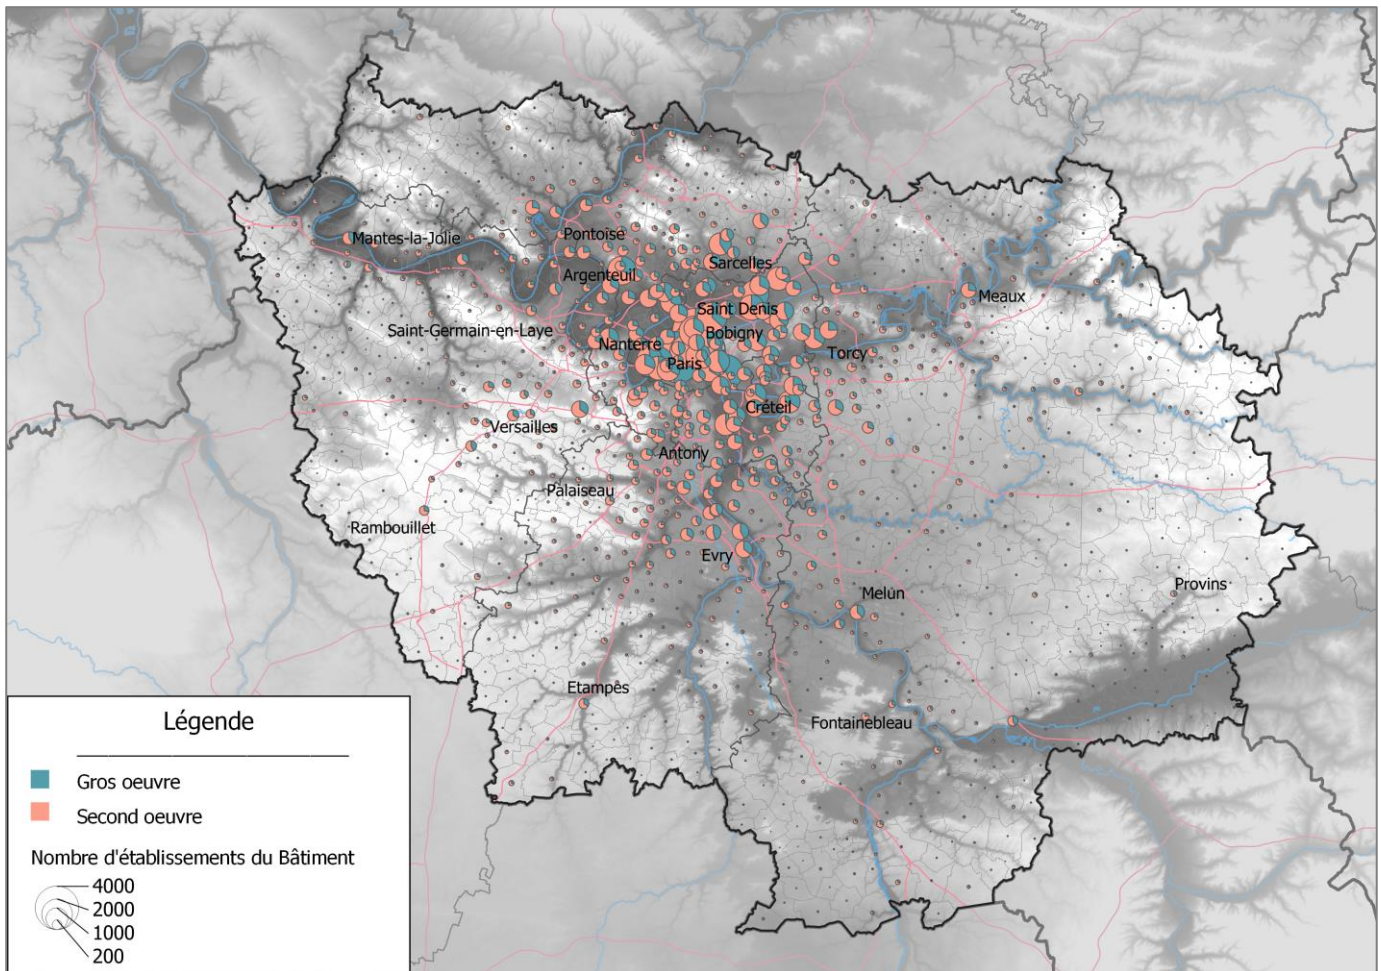 Pontoise
Mantes-la-Jolie
Sarcelles
Argenteuil
Meaux
Saint Denis
Saint-Germain-en-Laye
Bobigny
Nanterre
Torcy
Paris
Créteil
Versailles
Antony
Palaiseau
Rambouillet
Evry
Provins
Melun
Etampes
Fontainebleau
Légende
Gros oeuvre
Second oeuvre
Nombre d'établissements du Bâtiment
4000
2000
1000
200